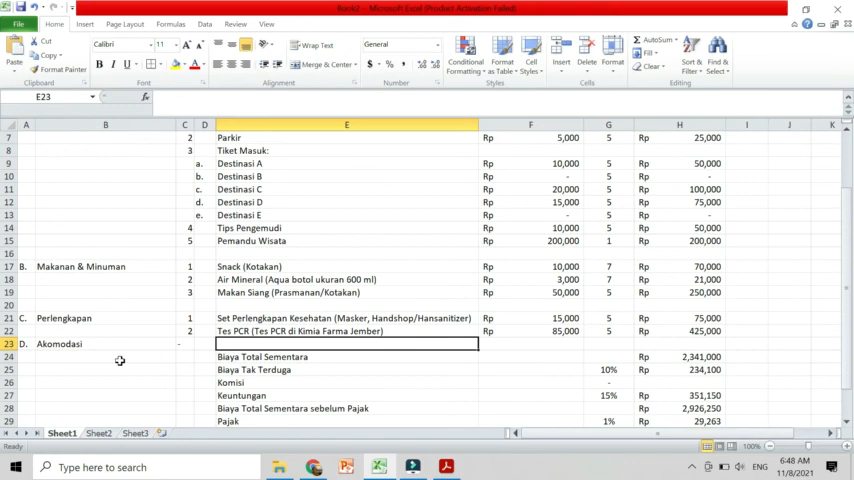 Book2 - Microsoft Excel (Product Activation Failed)
File Home Insert Page Layout Formulas Data Review View
Paste Cut Copy Format Painter Calibri 11 Wrap Text General AutoSum
B I U Merge & Center $ % , Conditional Formatting as Table Format Cell Styles Insert Delete Format Fill Clear Sort & Filter Find & Select
Clipboard Font Alignment Number Styles Cells Editing
E23 fx
A B C D E F G H I J K
7 2 Parkir Rp 5,000 5 Rp 25,000
8 3 Tiket Masuk:
9 a. Destinasi A Rp 10,000 5 Rp 50,000
10 b. Destinasi B Rp - 5 Rp -
11 c. Destinasi C Rp 20,000 5 Rp 100,000
12 d. Destinasi D Rp 15,000 5 Rp 75,000
13 e. Destinasi E Rp - 5 Rp -
14 4 Tips Pengemudi Rp 10,000 5 Rp 50,000
15 5 Pemandu Wisata Rp 200,000 1 Rp 200,000
16
17 B. Makanan & Minuman 1 Snack (Kotakan) Rp 10,000 7 Rp 70,000
18 2 Air Mineral (Aqua botol ukuran 600 ml) Rp 3,000 7 Rp 21,000
19 3 Makan Siang (Prasmanan/Kotakan) Rp 50,000 5 Rp 250,000
20
21 C. Perlengkapan 1 Set Perlengkapan Kesehatan (Masker, Handshop/Hansanitizer) Rp 15,000 5 Rp 75,000
22 2 Tes PCR (Tes PCR di Kimia Farma Jember) Rp 85,000 5 Rp 425,000
23 D. Akomodasi -
24 Biaya Total Sementara Rp 2,341,000
25 Biaya Tak Terduga 10% Rp 234,100
26 Komisi -
27 Keuntungan 15% Rp 351,150
28 Biaya Total Sementara sebelum Pajak Rp 2,926,250
29 Pajak 1% Rp 29,263
Sheet1 Sheet2 Sheet3
Ready 100%
Type here to search ENG 6:48 AM
11/8/2021